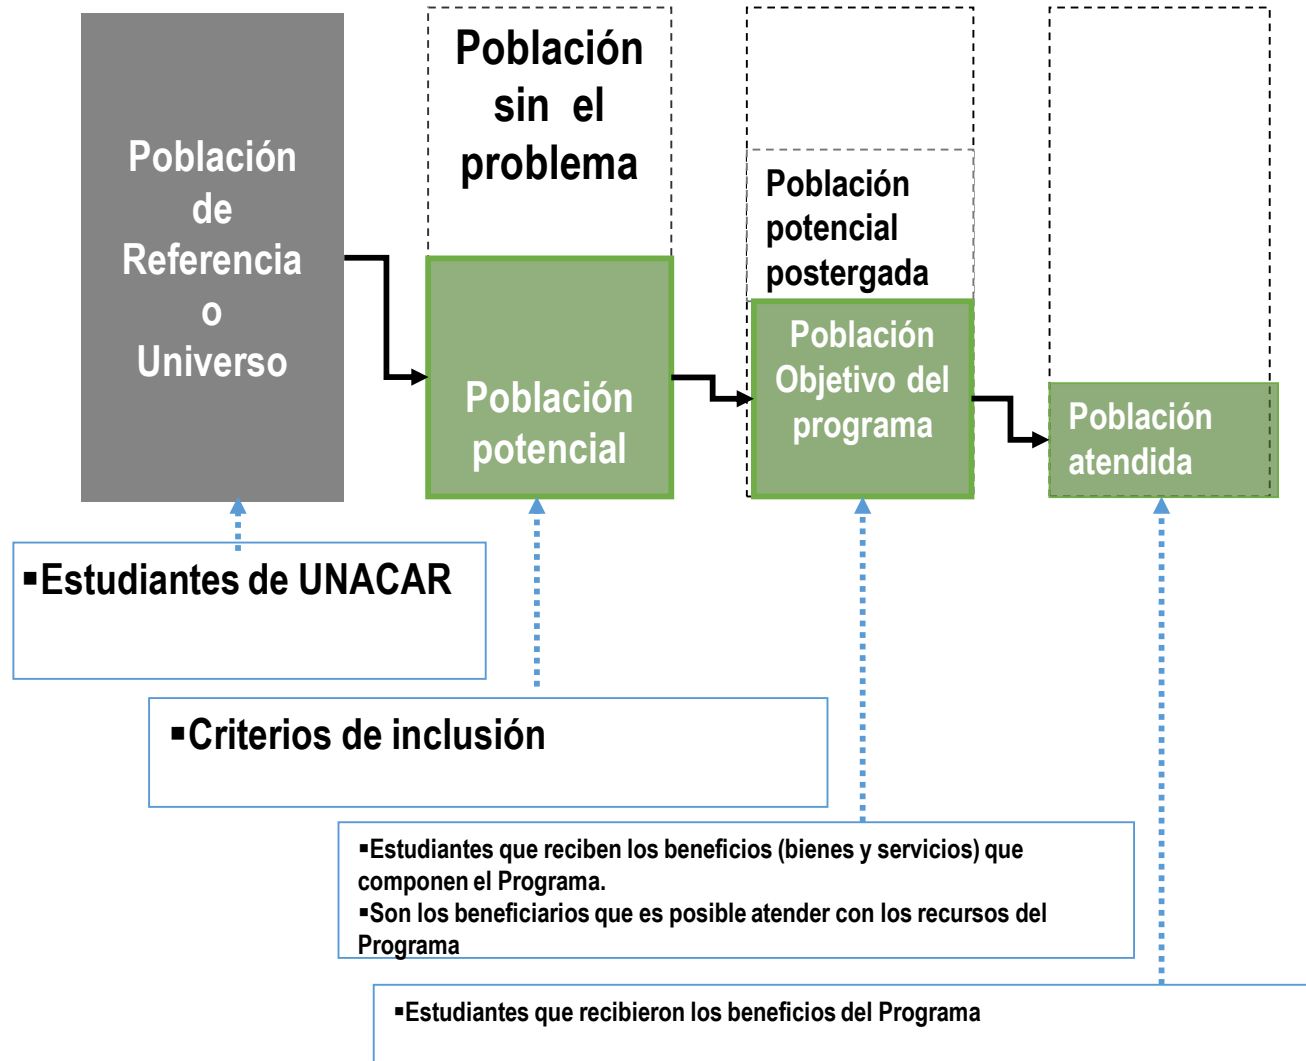 Población
de
Referencia
o
Universo
Población
sin el
problema
Población
potencial
Población
potencial
postergada
Población
Objetivo del
programa
Población
atendida
▪Estudiantes de UNACAR
▪Criterios de inclusión
▪Estudiantes que reciben los beneficios (bienes y servicios) que
componen el Programa.
▪Son los beneficiarios que es posible atender con los recursos del
Programa
▪Estudiantes que recibieron los beneficios del Programa